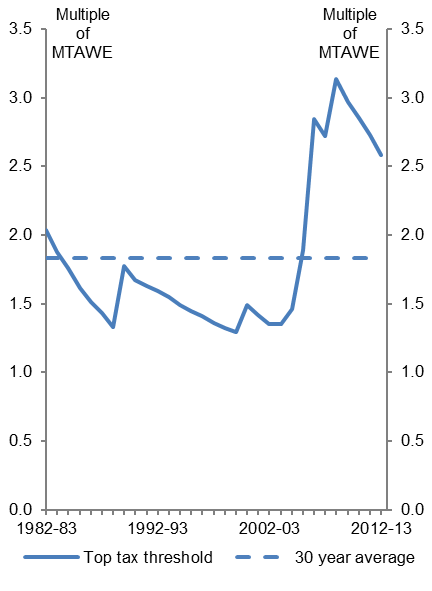 Multiple
of
MTAWE
Multiple
of
MTAWE
3.5
3.5
3.0
3.0
2.5
2.5
2.0
2.0
1.5
1.5
1.0
1.0
0.5
0.5
0.0
0.0
1982-83
1992-93
2002-03
2012-13
Top tax threshold
30 year average